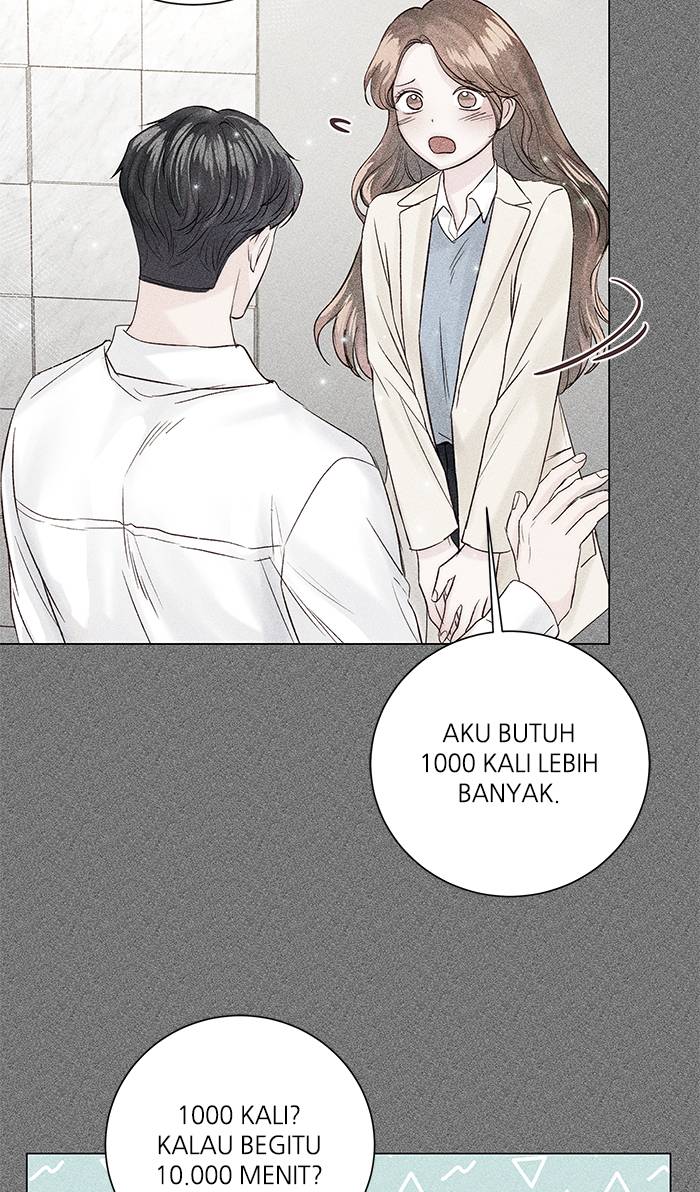 AKU BUTUH
1000 KALI LEBIH
BANYAK.
1000 KALI?
KALAU BEGITU
10.000 MENIT?